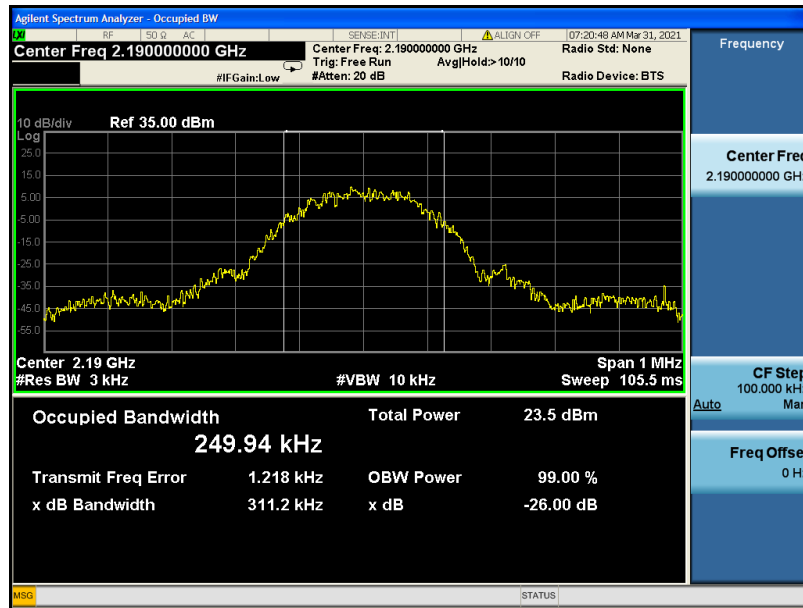 Agilent Spectrum Analyzer - Occupied BW
LXI RF 50 Ω AC SENSE:INT ALIGN OFF 07:20:48 AM Mar 31, 2021
Center Freq 2.190000000 GHz Center Freq: 2.190000000 GHz Radio Std: None
Trig: Free Run Avg|Hold:> 10/10
#IFGain:Low #Atten: 20 dB Radio Device: BTS
10 dB/div Ref 35.00 dBm
Log
25.0
15.0
5.00
-5.00
-15.0
-25.0
-35.0
-45.0
-55.0
Center 2.19 GHz Span 1 MHz
#Res BW 3 kHz #VBW 10 kHz Sweep 105.5 ms
Occupied Bandwidth Total Power 23.5 dBm
249.94 kHz
Transmit Freq Error 1.218 kHz OBW Power 99.00 %
x dB Bandwidth 311.2 kHz x dB -26.00 dB
MSG STATUS
Frequency
Center Freq
2.190000000 GH
CF Step
100.000 kH
Auto Man
Freq Offse
0 H